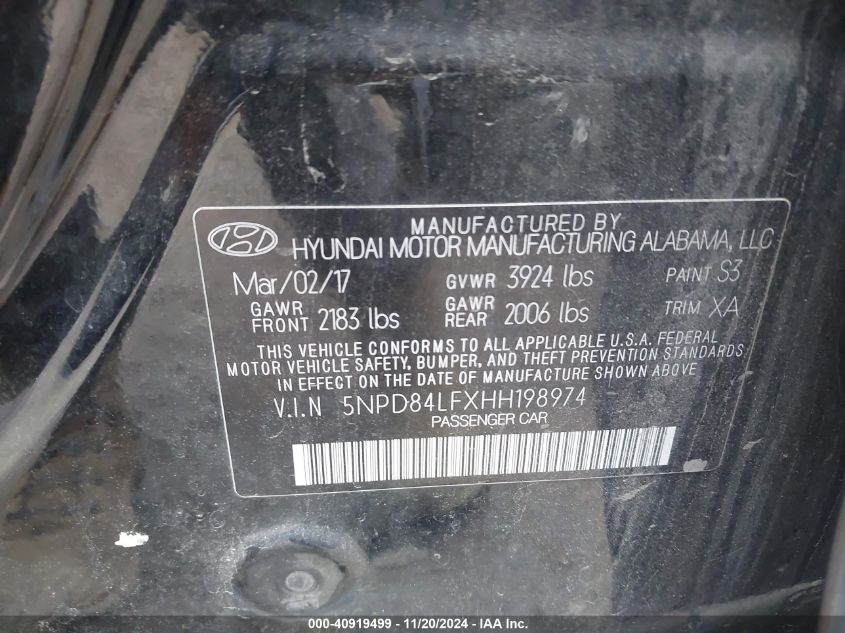 MANUFACTURED BY
HYUNDAI MOTOR MANUFACTURING ALABAMA, LLC
Mar/02/17 GVWR 3924 lbs PAINT S3
GAWR FRONT 2183 lbs GAWR REAR 2006 lbs TRIM XA
THIS VEHICLE CONFORMS TO ALL APPLICABLE U.S.A. FEDERAL
MOTOR VEHICLE SAFETY, BUMPER, AND THEFT PREVENTION STANDARDS
IN EFFECT ON THE DATE OF MANUFACTURE SHOWN ABOVE
V.I.N 5NPD84LFXHH198974
PASSENGER CAR
000-40919499 - 11/20/2024 - IAAI.com